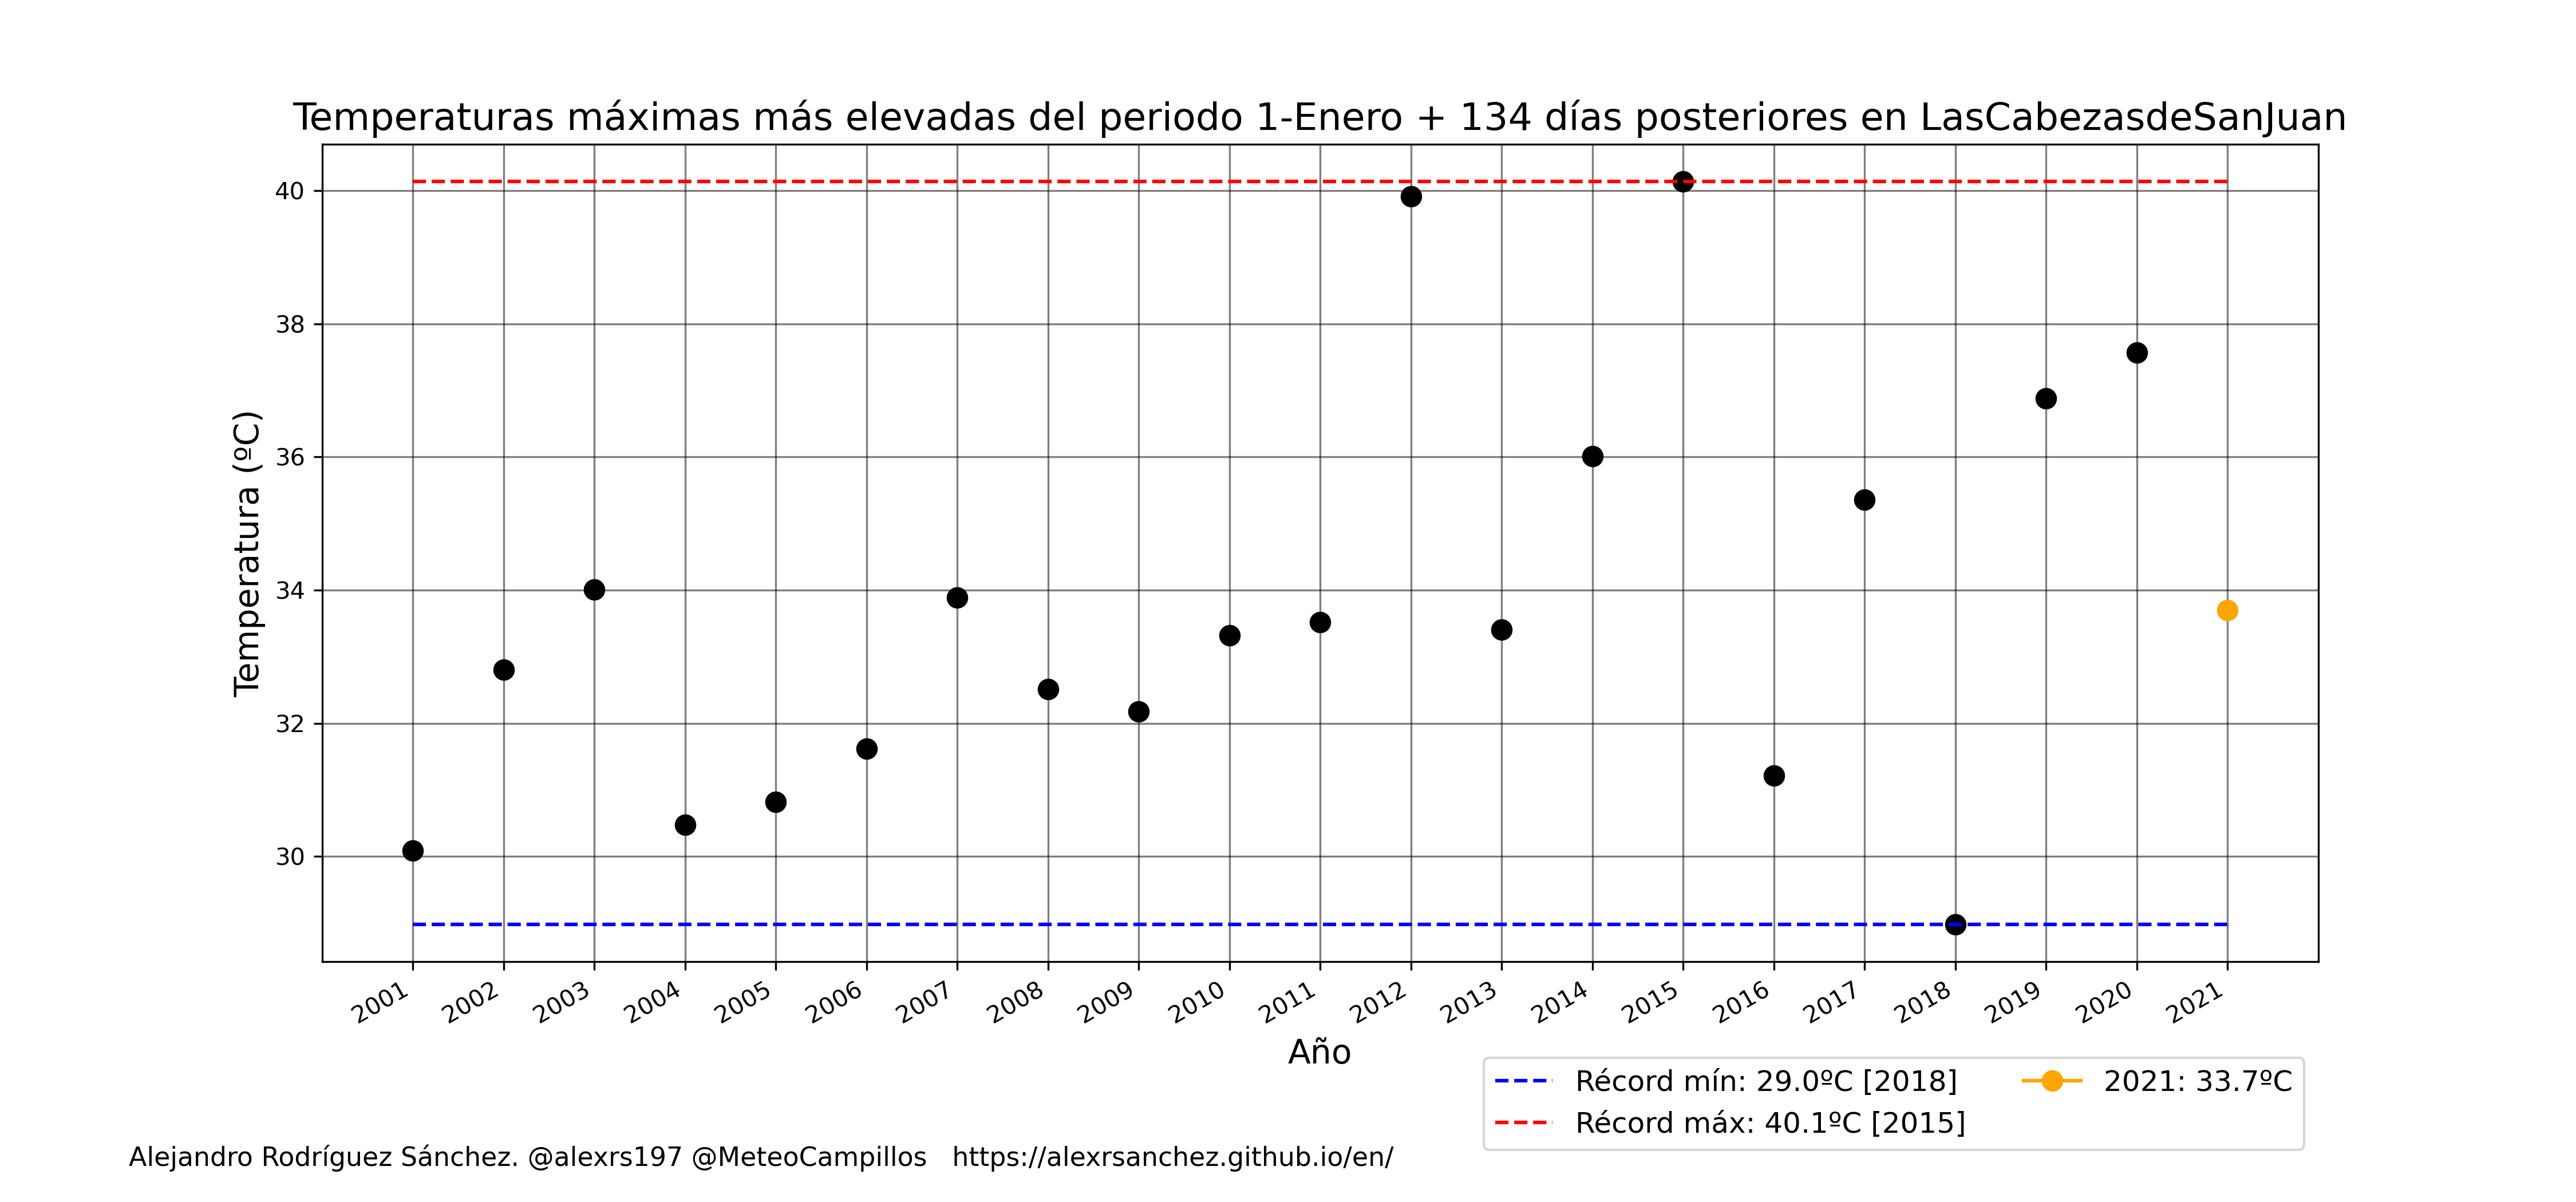 Temperaturas máximas más elevadas del periodo 1-Enero + 134 días posteriores en LasCabezasdeSanJuan
Temperatura (ºC)
40
38
36
34
32
30
2001 2002 2003 2004 2005 2006 2007 2008 2009 2010 2011 2012 2013 2014 2015 2016 2017 2018 2019 2020 2021
Año
Récord mín: 29.0ºC [2018]
Récord máx: 40.1ºC [2015]
2021: 33.7ºC
Alejandro Rodríguez Sánchez. @alexrs197 @MeteoCampillos https://alexrsanchez.github.io/en/